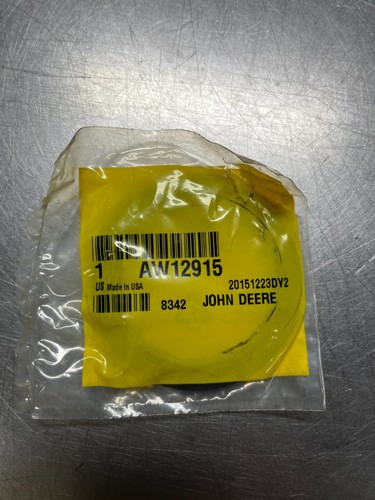 1 AW12915
US Made In USA 20151223DY2
8342 JOHN DEERE